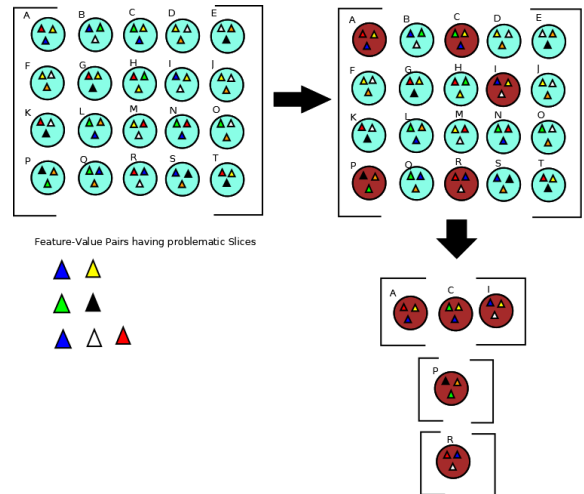 A B C D E
F G H I J
K L M N O
P Q R S T
A B C D E
F G H I J
K L M N O
P Q R S T
Feature-Value Pairs having problematic Slices
A C I
P
R